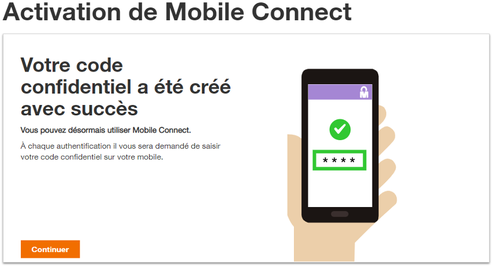 Activation de Mobile Connect
Votre code
confidentiel a été créé
avec succès
Vous pouvez désormais utiliser Mobile Connect.
À chaque authentification il vous sera demandé de saisir
votre code confidentiel sur votre mobile.
* * * *
Continuer